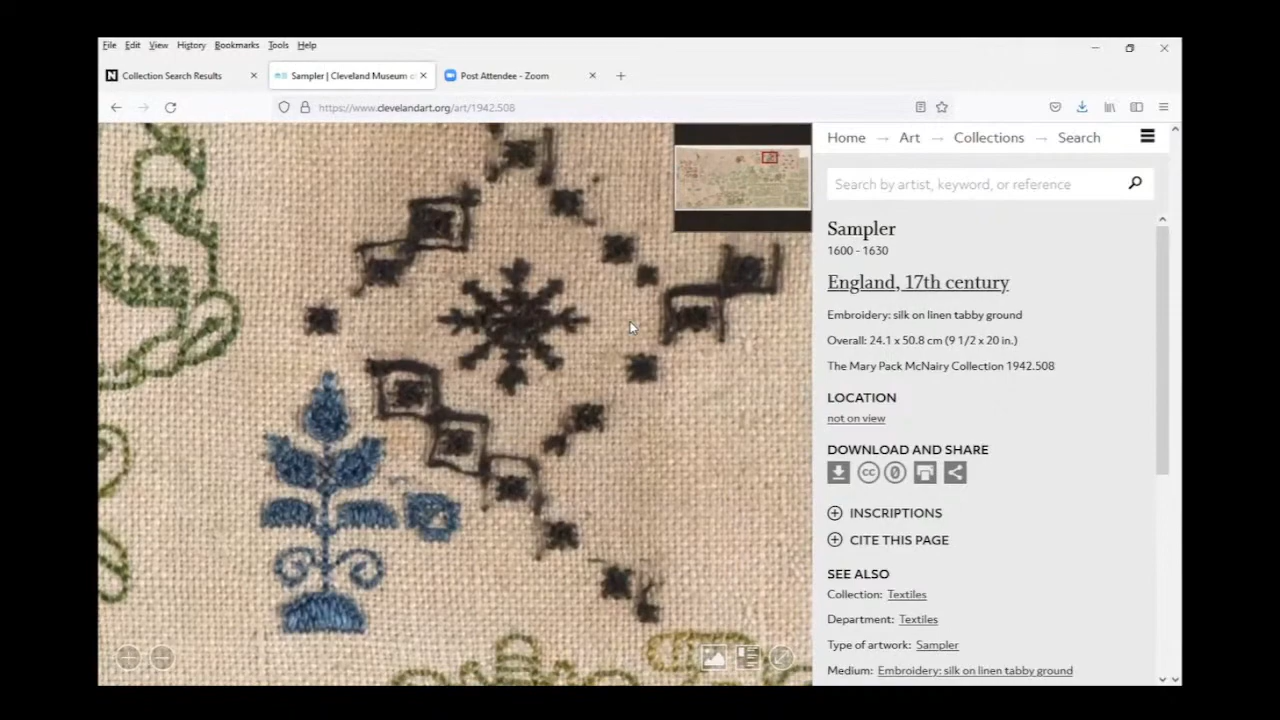 File Edit View History Bookmarks Tools Help
Collection Search Results
Sampler | Cleveland Museum o
Post Attendee - Zoom
https://www.clevelandart.org/art/1942.508
Home → Art → Collections → Search
Search by artist, keyword, or reference
Sampler
1600 - 1630
England, 17th century
Embroidery: silk on linen tabby ground
Overall: 24.1 x 50.8 cm (9 1/2 x 20 in.)
The Mary Pack McNairy Collection 1942.508
LOCATION
not on view
DOWNLOAD AND SHARE
INSCRIPTIONS
CITE THIS PAGE
SEE ALSO
Collection: Textiles
Department: Textiles
Type of artwork: Sampler
Medium: Embroidery: silk on linen tabby ground